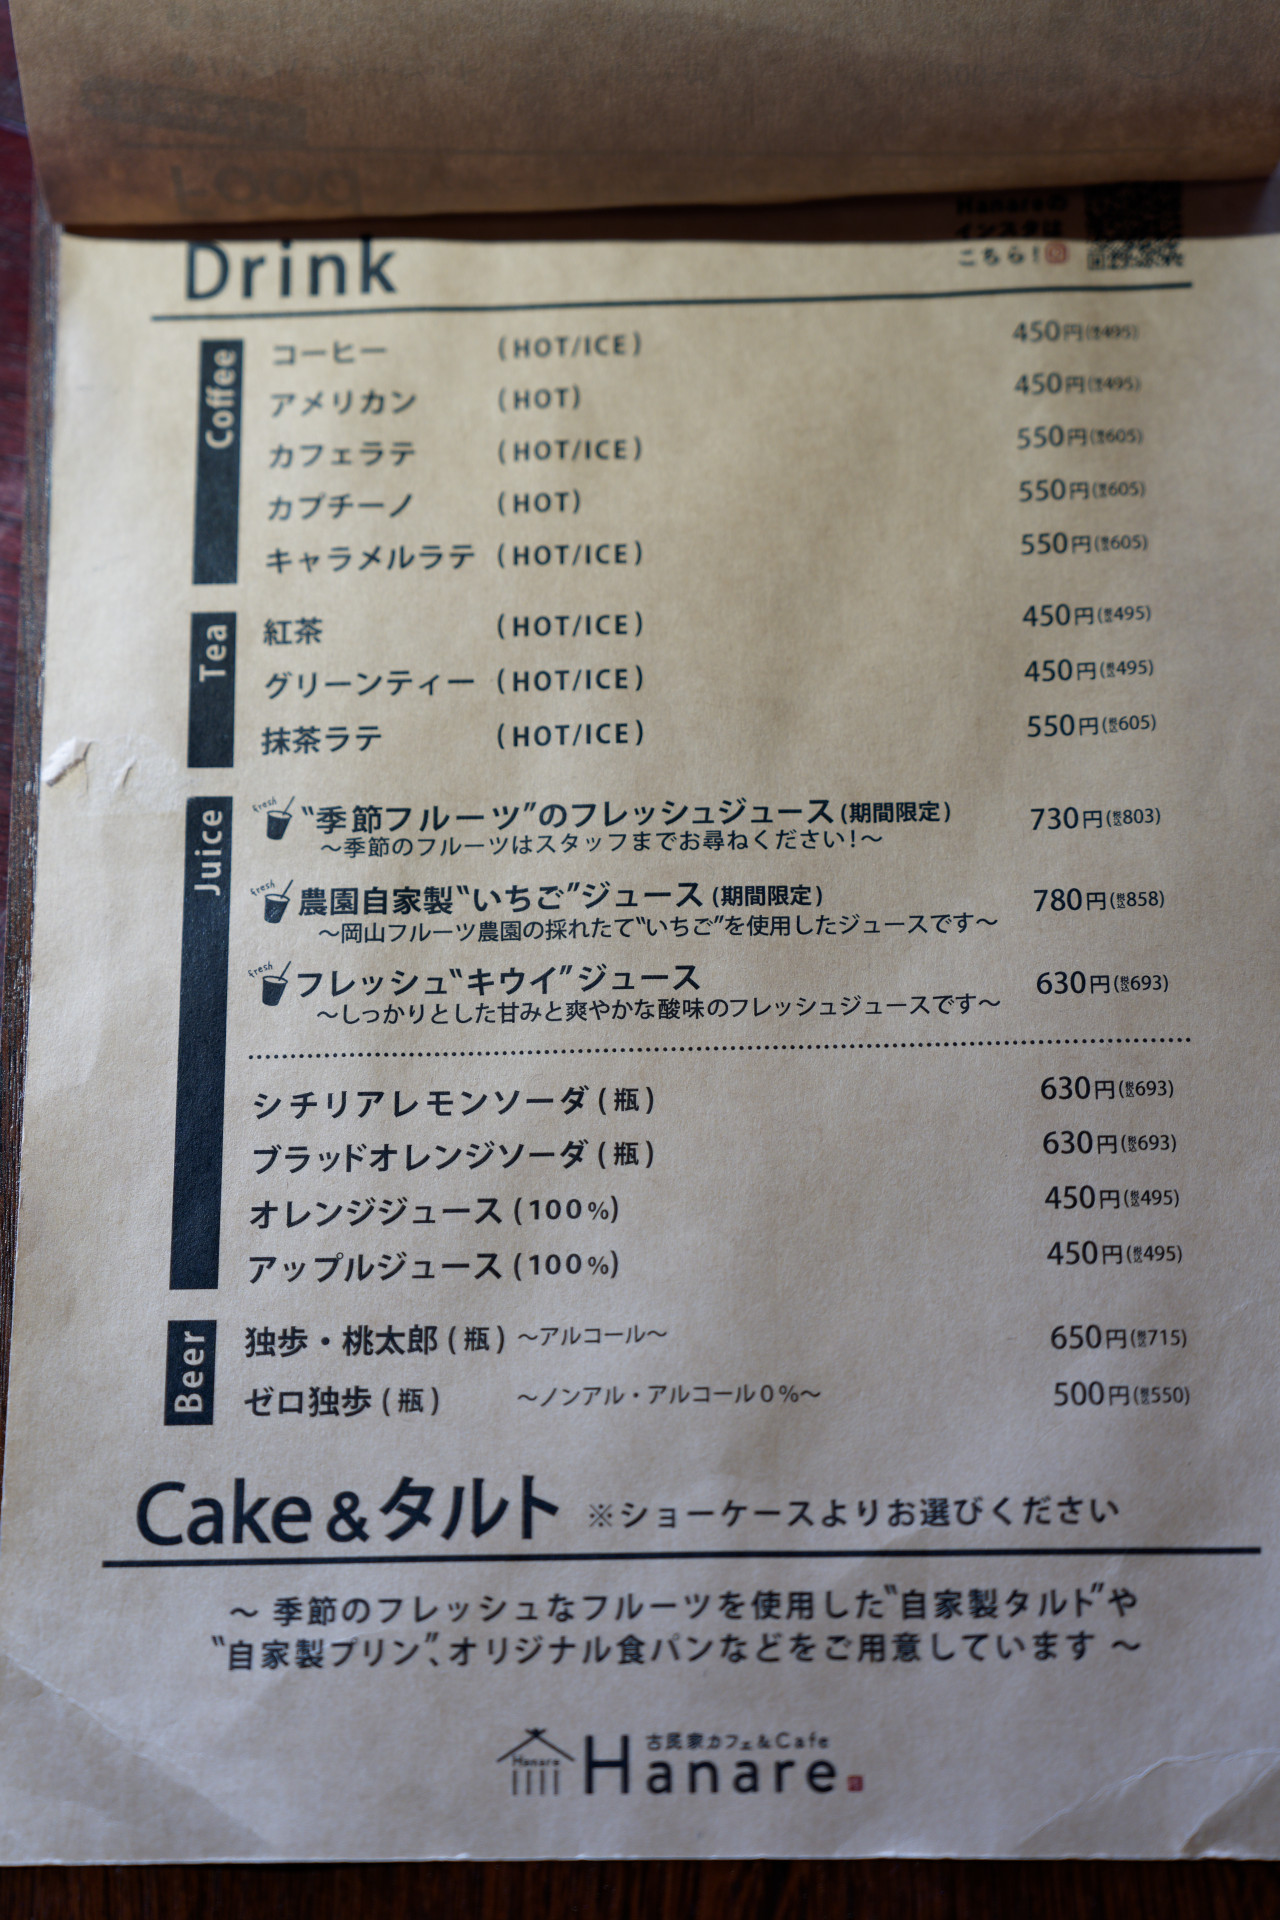 Hanareの
インスタは
こちら!
Drink
Coffee
コーヒー (HOT/ICE) 450円(税込495)
アメリカン (HOT) 450円(税込495)
カフェラテ (HOT/ICE) 550円(税込605)
カプチーノ (HOT) 550円(税込605)
キャラメルラテ (HOT/ICE) 550円(税込605)
Tea
紅茶 (HOT/ICE) 450円(税込495)
グリーンティー (HOT/ICE) 450円(税込495)
抹茶ラテ (HOT/ICE) 550円(税込605)
Juice
fresh "季節フルーツ"のフレッシュジュース(期間限定) 730円(税込803)
〜季節のフルーツはスタッフまでお尋ねください!〜
fresh 農園自家製"いちご"ジュース(期間限定) 780円(税込858)
〜岡山フルーツ農園の採れたて"いちご"を使用したジュースです〜
fresh フレッシュ"キウイ"ジュース 630円(税込693)
〜しっかりとした甘みと爽やかな酸味のフレッシュジュースです〜
シチリアレモンソーダ(瓶) 630円(税込693)
ブラッドオレンジソーダ(瓶) 630円(税込693)
オレンジジュース(100%) 450円(税込495)
アップルジュース(100%) 450円(税込495)
Beer
独歩・桃太郎(瓶) 〜アルコール〜 650円(税込715)
ゼロ独歩(瓶) 〜ノンアル・アルコール0%〜 500円(税込550)
Cake&タルト ※ショーケースよりお選びください
〜 季節のフレッシュなフルーツを使用した"自家製タルト"や
"自家製プリン"、オリジナル食パンなどをご用意しています 〜
古民家カフェ&Cafe
Hanare
Hanare